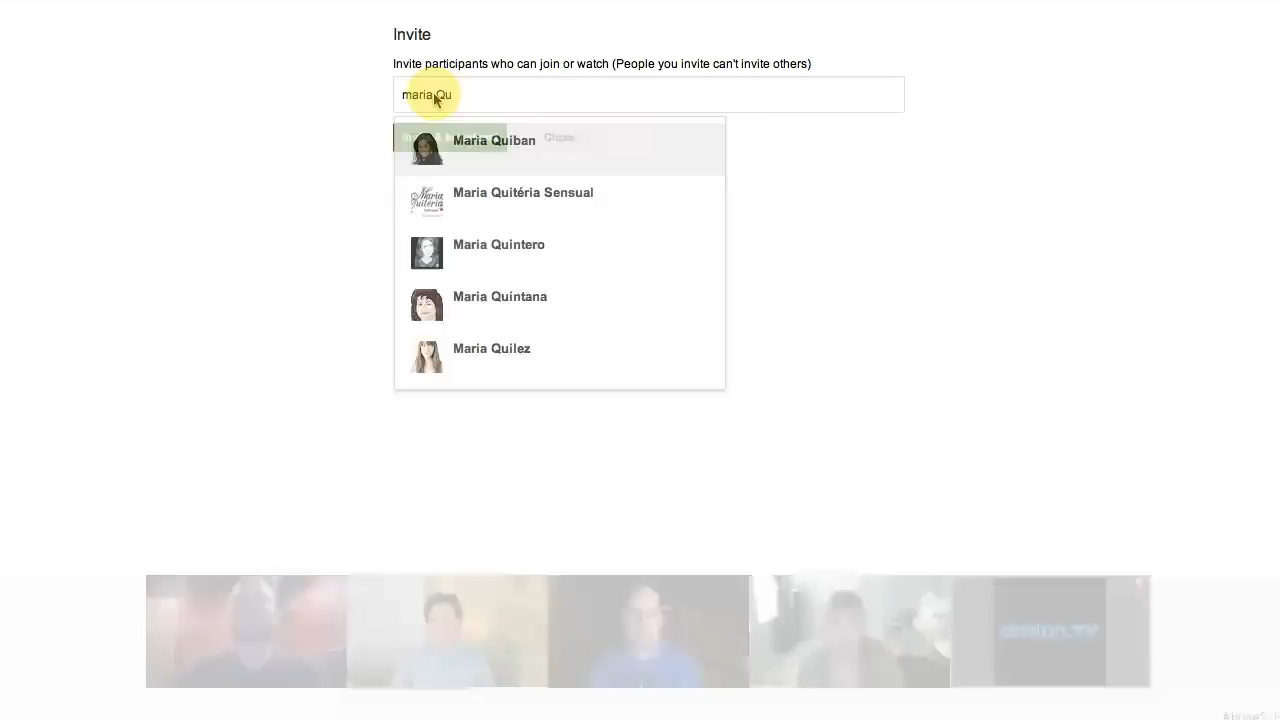 Invite
Invite participants who can join or watch (People you invite can't invite others)
maria Qu
Close
Maria Quiban
Maria Quitéria Sensual
Maria Quintero
Maria Quintana
Maria Quilez